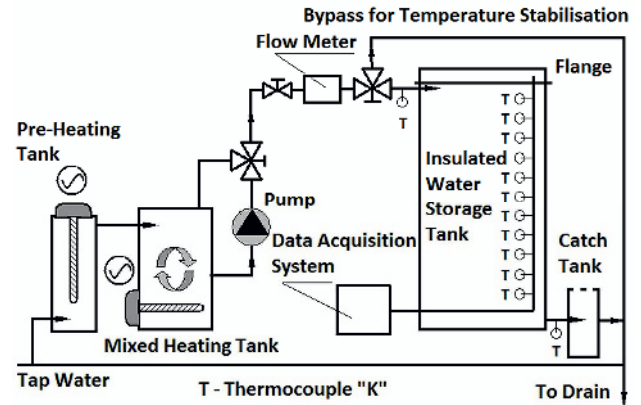 Bypass for Temperature Stabilisation
Flow Meter
Flange
Pre-Heating
Tank
T
T
T
T
T
T
T
T
T
T
T
T
Insulated
Water
Storage
Tank
Pump
Data Acquisition
System
Catch
Tank
T
Mixed Heating Tank
Tap Water
T - Thermocouple "K"
To Drain